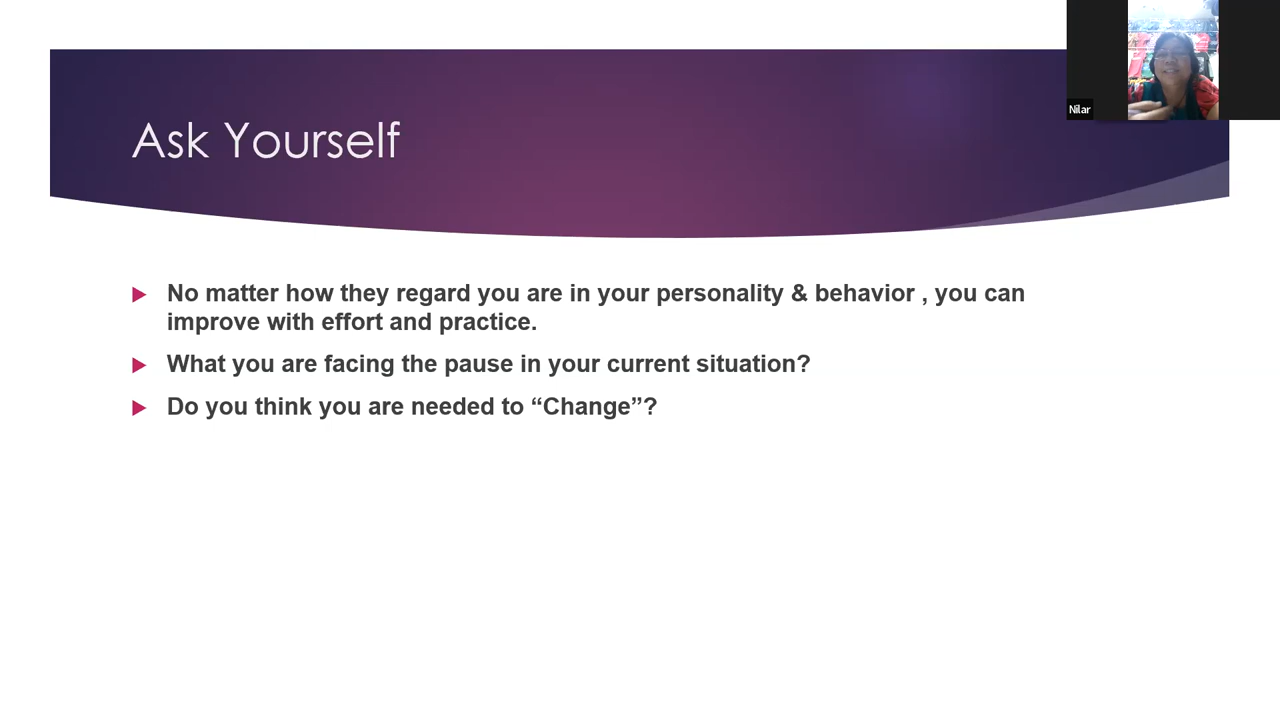 Nilar
Ask Yourself
No matter how they regard you are in your personality & behavior , you can
improve with effort and practice.
What you are facing the pause in your current situation?
Do you think you are needed to “Change”?